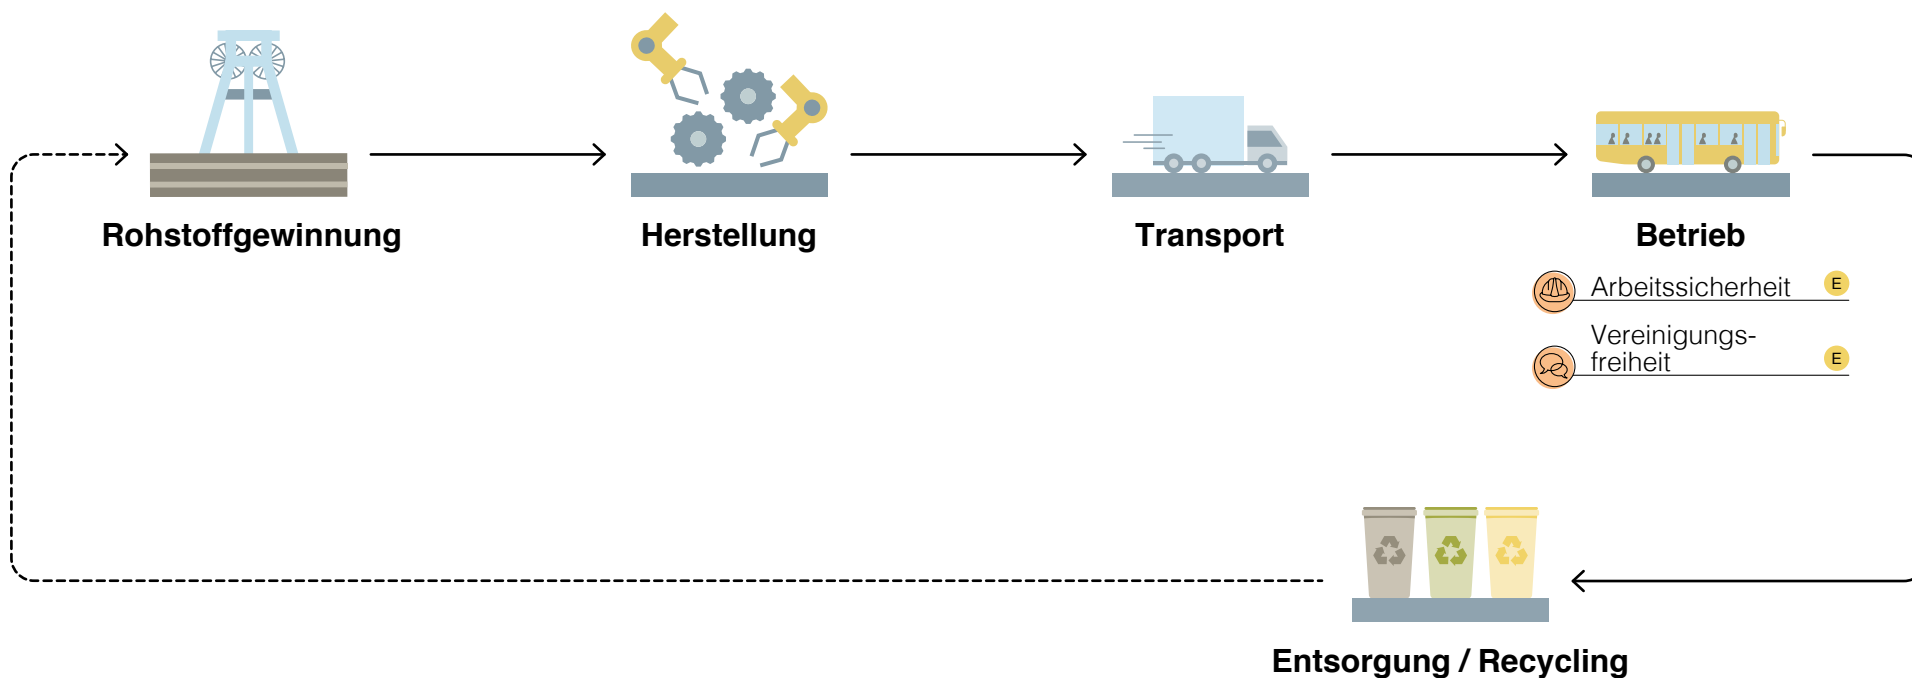 Rohstoffgewinnung
Herstellung
Transport
Betrieb
Arbeitssicherheit E
Vereinigungs-
freiheit E
Entsorgung / Recycling